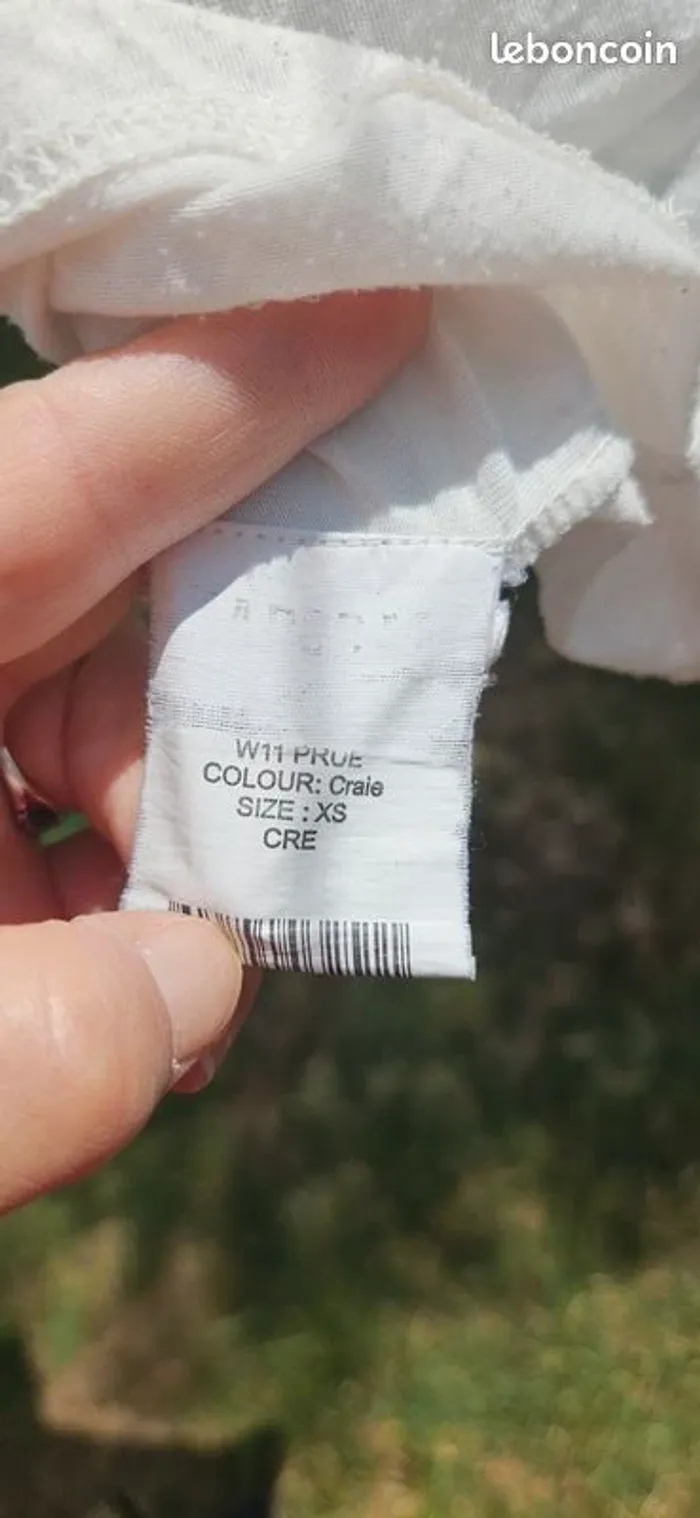 leboncoin
W11 PRUE
COLOUR: Craie
SIZE : XS
CRE